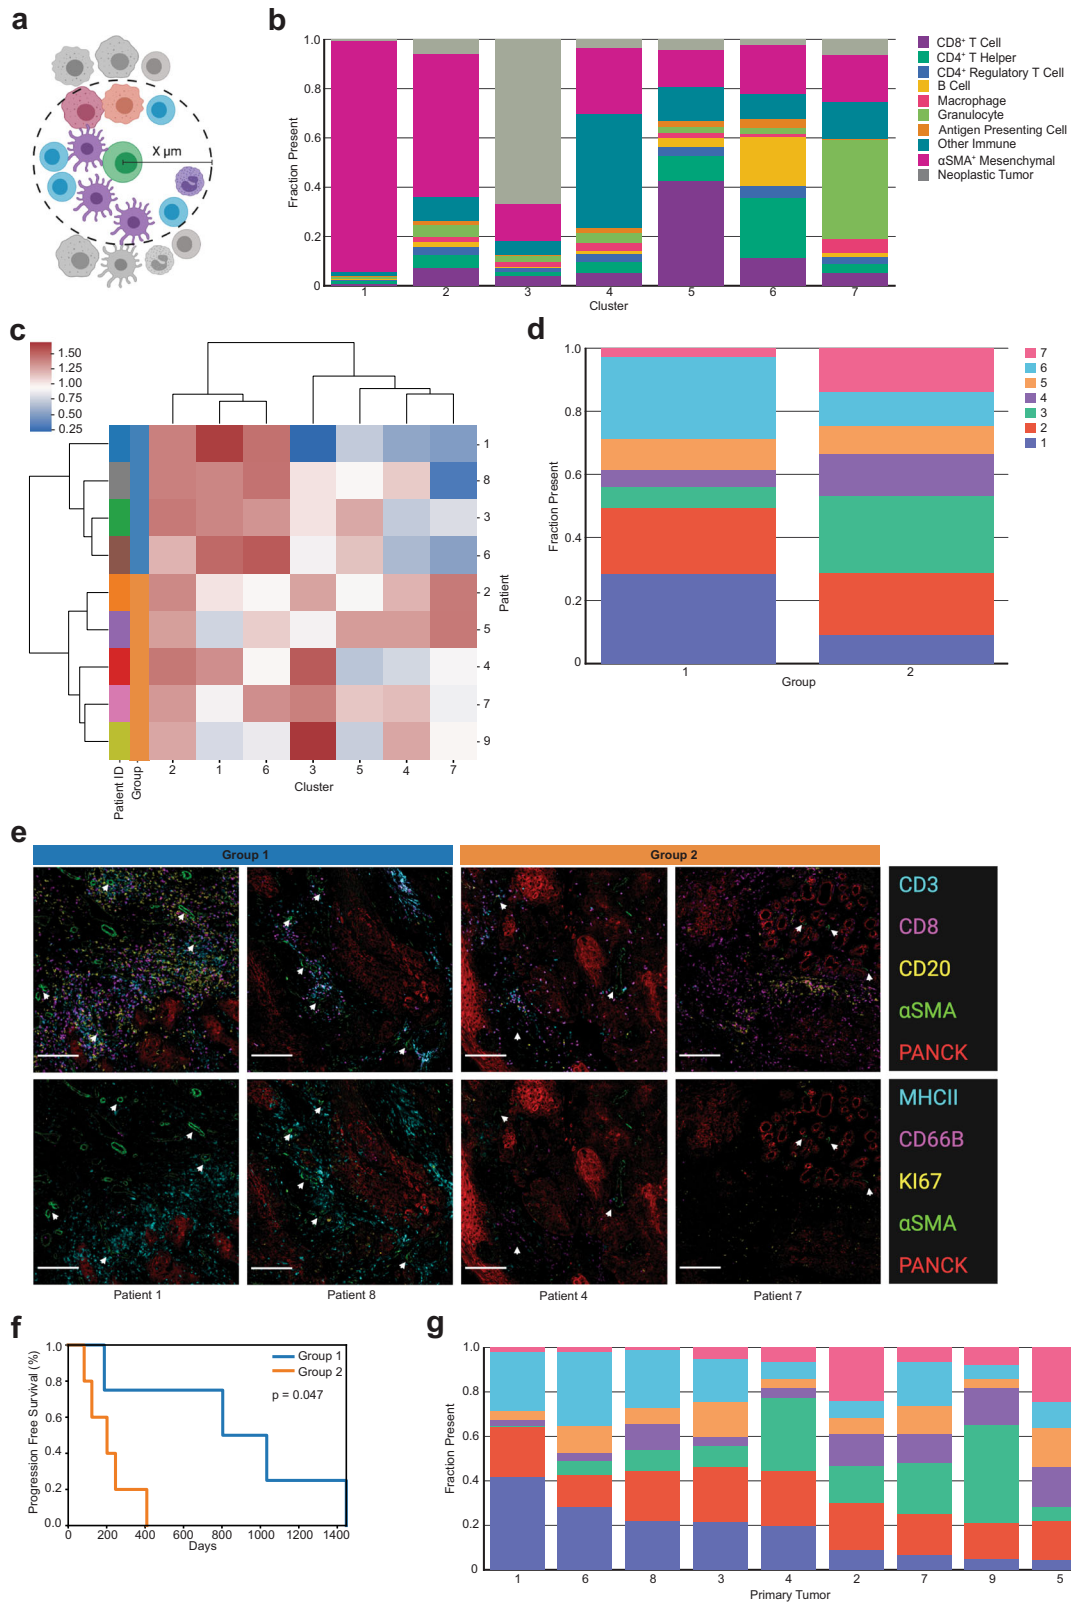 a
X μm
b
1.0
0.8
0.6
0.4
0.2
0
Fraction Present
1 2 3 4 5 6 7
Cluster
CD8⁺ T Cell
CD4⁺ T Helper
CD4⁺ Regulatory T Cell
B Cell
Macrophage
Granulocyte
Antigen Presenting Cell
Other Immune
αSMA⁺ Mesenchymal
Neoplastic Tumor
c
1.50
1.25
1.00
0.75
0.25
1
8
3
6
2
5
4
7
9
Patient
Patient ID
Group
2 1 6 3 5 4 7
Cluster
d
1.0
0.8
0.6
0.4
0.2
0
Fraction Present
1 2
Group
7
6
5
4
3
2
1
e
Group 1
Group 2
CD3
CD8
CD20
αSMA
PANCK
MHCII
CD66B
KI67
αSMA
PANCK
Patient 1
Patient 8
Patient 4
Patient 7
f
1.0
0.8
0.6
0.4
0.2
0.0
Progression Free Survival (%)
0 200 400 600 800 1000 1200 1400
Days
Group 1
Group 2
p = 0.047
g
1.0
0.8
0.6
0.4
0.2
0
Fraction Present
1 6 8 3 4 2 7 9 5
Primary Tumor